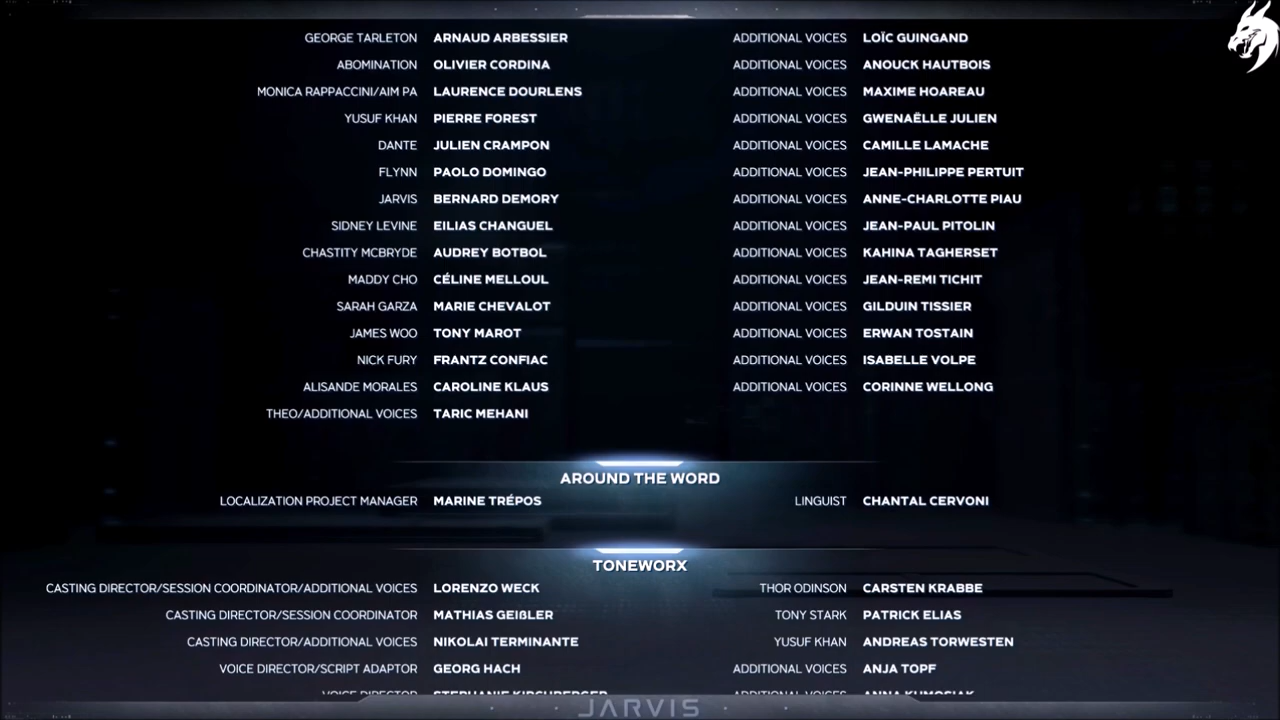 GEORGE TARLETON ARNAUD ARBESSIER ADDITIONAL VOICES LOÏC GUINGAND
ABOMINATION OLIVIER CORDINA ADDITIONAL VOICES ANOUCK HAUTBOIS
MONICA RAPPACCINI/AIM PA LAURENCE DOURLENS ADDITIONAL VOICES MAXIME HOAREAU
YUSUF KHAN PIERRE FOREST ADDITIONAL VOICES GWENAËLLE JULIEN
DANTE JULIEN CRAMPON ADDITIONAL VOICES CAMILLE LAMACHE
FLYNN PAOLO DOMINGO ADDITIONAL VOICES JEAN-PHILIPPE PERTUIT
JARVIS BERNARD DEMORY ADDITIONAL VOICES ANNE-CHARLOTTE PIAU
SIDNEY LEVINE EILIAS CHANGUEL ADDITIONAL VOICES JEAN-PAUL PITOLIN
CHASTITY MCBRYDE AUDREY BOTBOL ADDITIONAL VOICES KAHINA TAGHERSET
MADDY CHO CÉLINE MELLOUL ADDITIONAL VOICES JEAN-REMI TICHIT
SARAH GARZA MARIE CHEVALOT ADDITIONAL VOICES GILDUIN TISSIER
JAMES WOO TONY MAROT ADDITIONAL VOICES ERWAN TOSTAIN
NICK FURY FRANTZ CONFIAC ADDITIONAL VOICES ISABELLE VOLPE
ALISANDE MORALES CAROLINE KLAUS ADDITIONAL VOICES CORINNE WELLONG
THEO/ADDITIONAL VOICES TARIC MEHANI
AROUND THE WORD
LOCALIZATION PROJECT MANAGER MARINE TRÉPOS LINGUIST CHANTAL CERVONI
TONEWORX
CASTING DIRECTOR/SESSION COORDINATOR/ADDITIONAL VOICES LORENZO WECK THOR ODINSON CARSTEN KRABBE
CASTING DIRECTOR/SESSION COORDINATOR MATHIAS GEIßLER TONY STARK PATRICK ELIAS
CASTING DIRECTOR/ADDITIONAL VOICES NIKOLAI TERMINANTE YUSUF KHAN ANDREAS TORWESTEN
VOICE DIRECTOR/SCRIPT ADAPTOR GEORG HACH ADDITIONAL VOICES ANJA TOPF
VOICE DIRECTOR STEPHANIE KIRCHBERGER ADDITIONAL VOICES ANNA
JARVIS